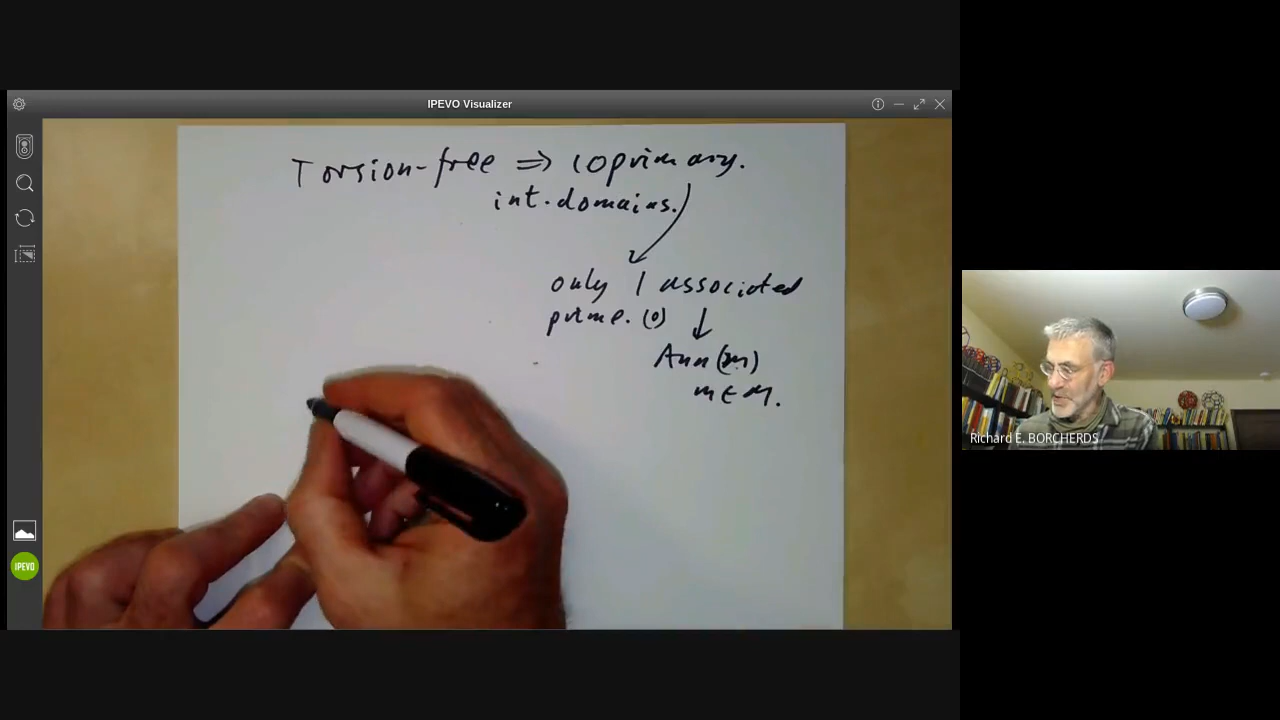 IPEVO Visualizer
Torsion-free ⇒ coprimary.
int. domains.
only 1 associated
prime. (0)
Ann(m)
m ∈ M.
IPEVO
Richard E. BORCHERDS